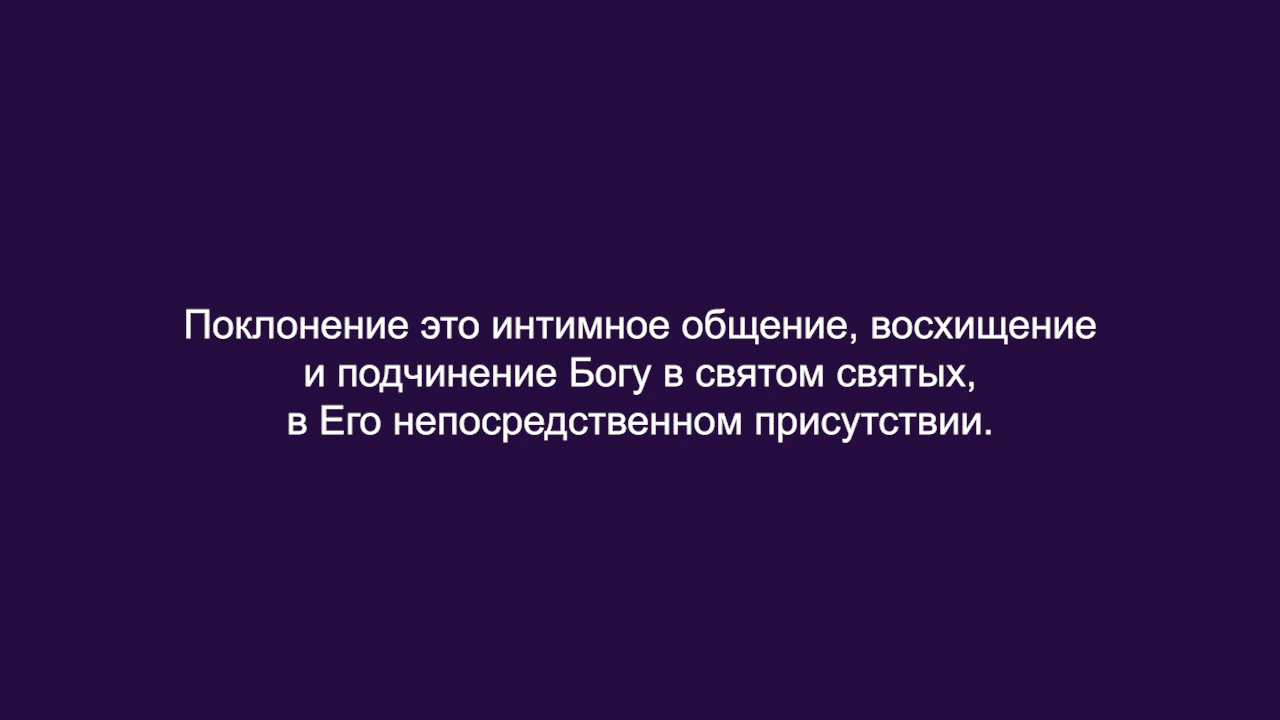 Поклонение это интимное общение, восхищение
и подчинение Богу в святом святых,
в Его непосредственном присутствии.